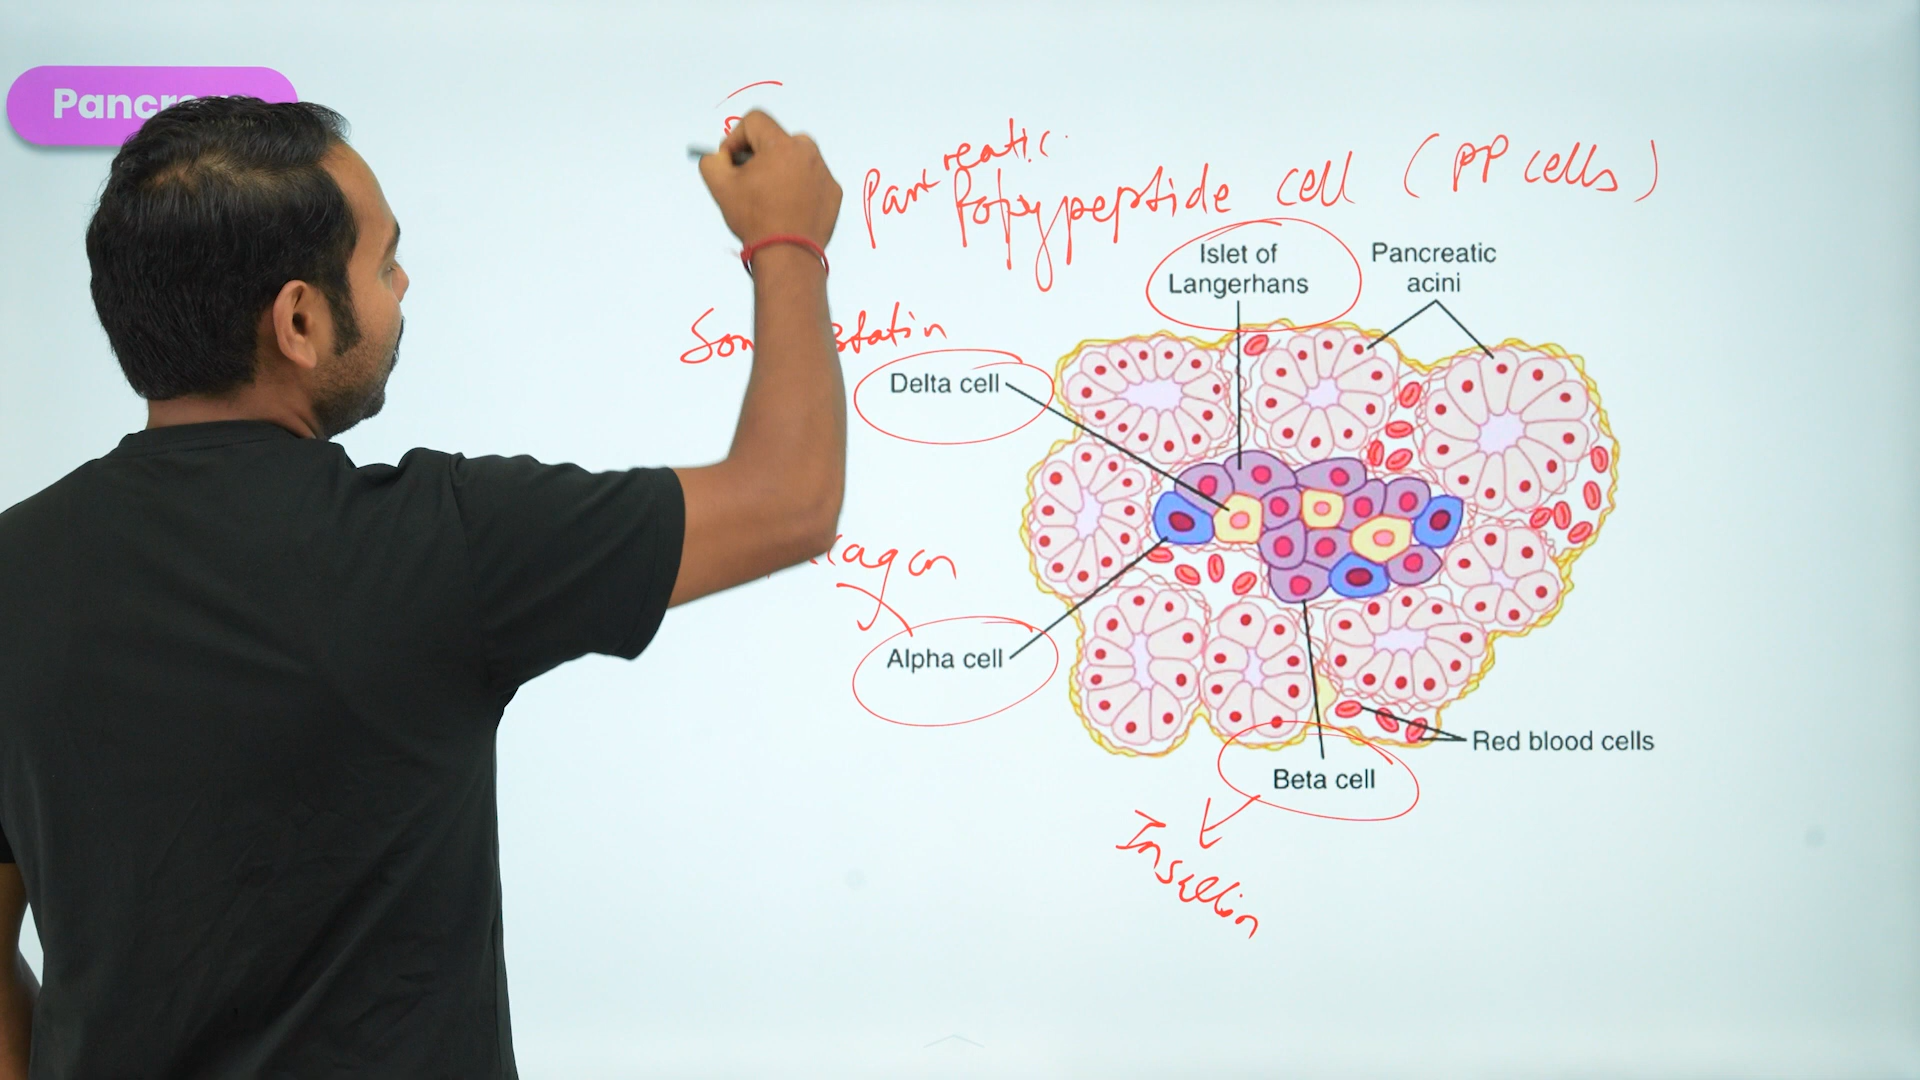 Pancreatic
Polypeptide cell (PP cells)
Islet of
Langerhans
Pancreatic
acini
Delta cell
Alpha cell
Red blood cells
Beta cell
Insulin